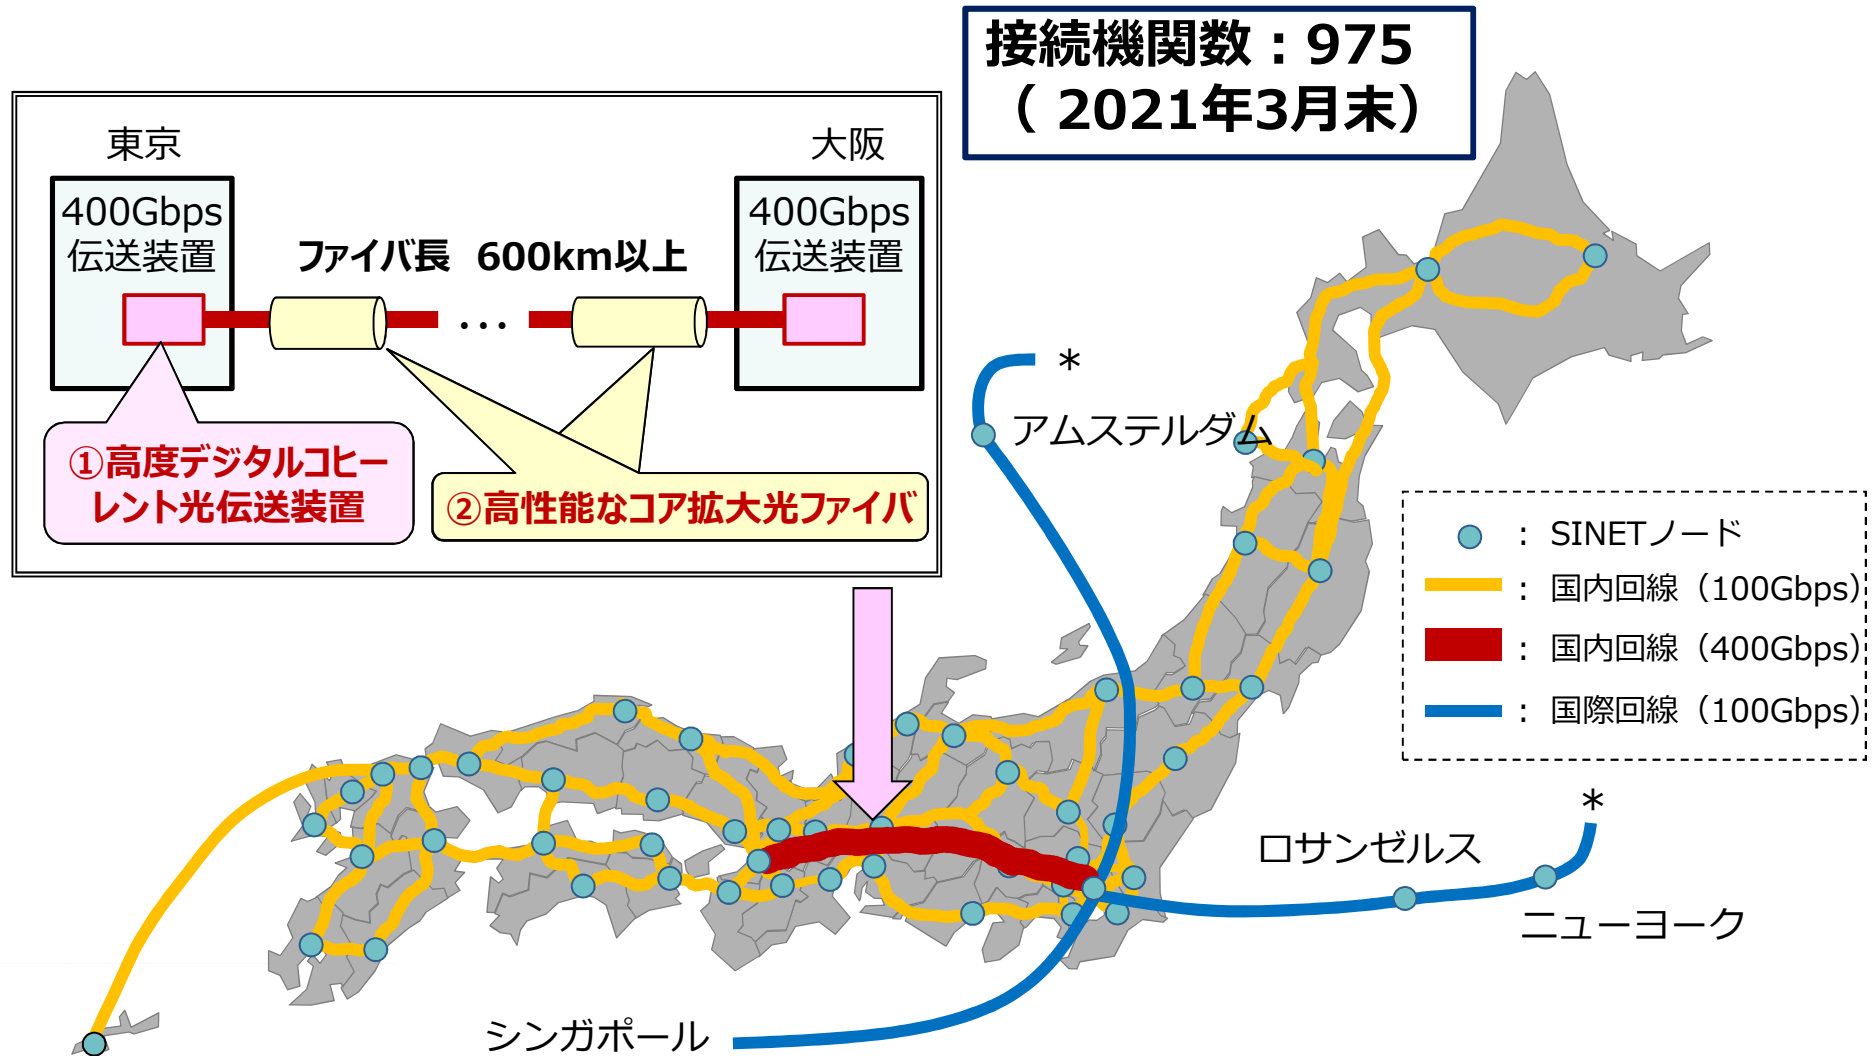 接続機関数：975
（ 2021年3月末）
東京
大阪
400Gbps
伝送装置
400Gbps
伝送装置
ファイバ長 600km以上
･･･
①高度デジタルコヒー
レント光伝送装置
②高性能なコア拡大光ファイバ
*
アムステルダム
： SINETノード
： 国内回線（100Gbps）
： 国内回線（400Gbps）
： 国際回線（100Gbps）
*
ロサンゼルス
ニューヨーク
シンガポール